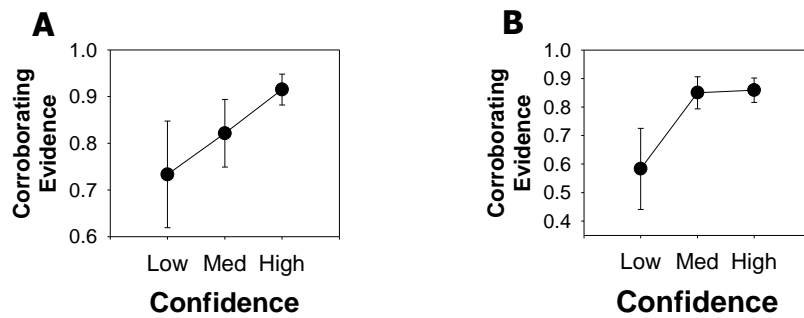 A
Corroborating
Evidence
1.0
0.9
0.8
0.7
0.6
Low Med High
Confidence
B
Corroborating
Evidence
1.0
0.9
0.8
0.7
0.6
0.5
0.4
Low Med High
Confidence